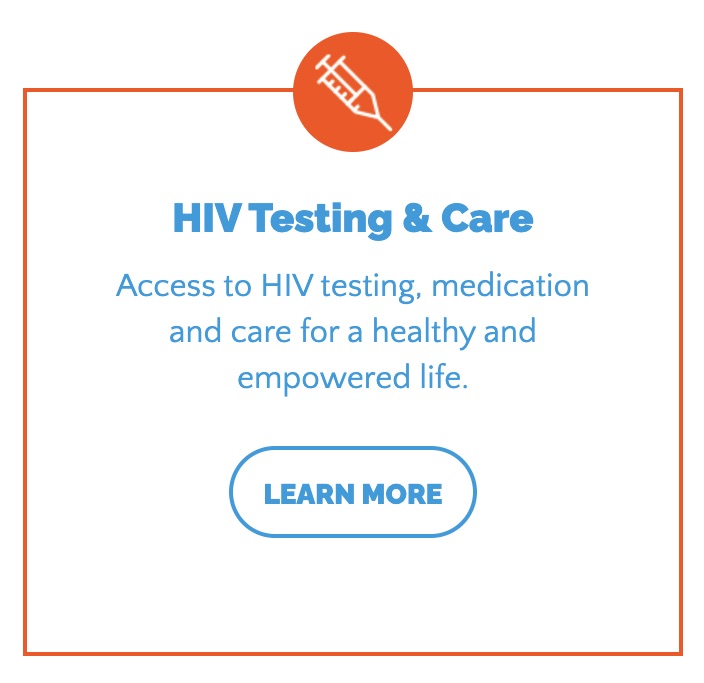 HIV Testing & Care
Access to HIV testing, medication
and care for a healthy and
empowered life.
LEARN MORE